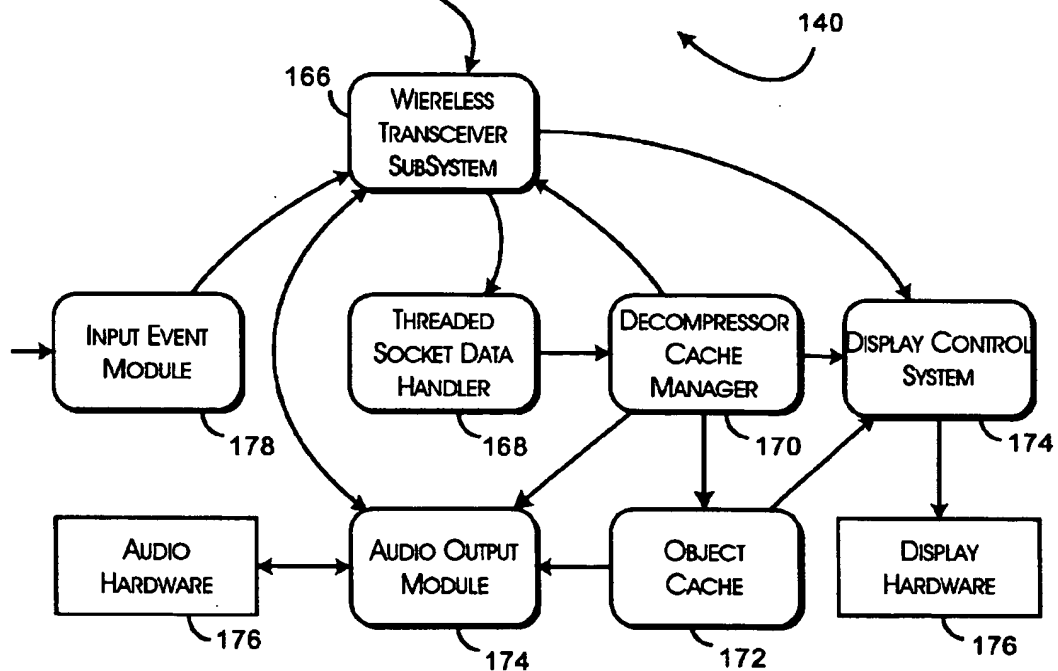 140
166
WIERELESS
TRANSCEIVER
SUBSYSTEM
INPUT EVENT
MODULE
178
THREADED
SOCKET DATA
HANDLER
168
DECOMPRESSOR
CACHE
MANAGER
170
DISPLAY CONTROL
SYSTEM
174
AUDIO
HARDWARE
176
AUDIO OUTPUT
MODULE
174
OBJECT
CACHE
172
DISPLAY
HARDWARE
176